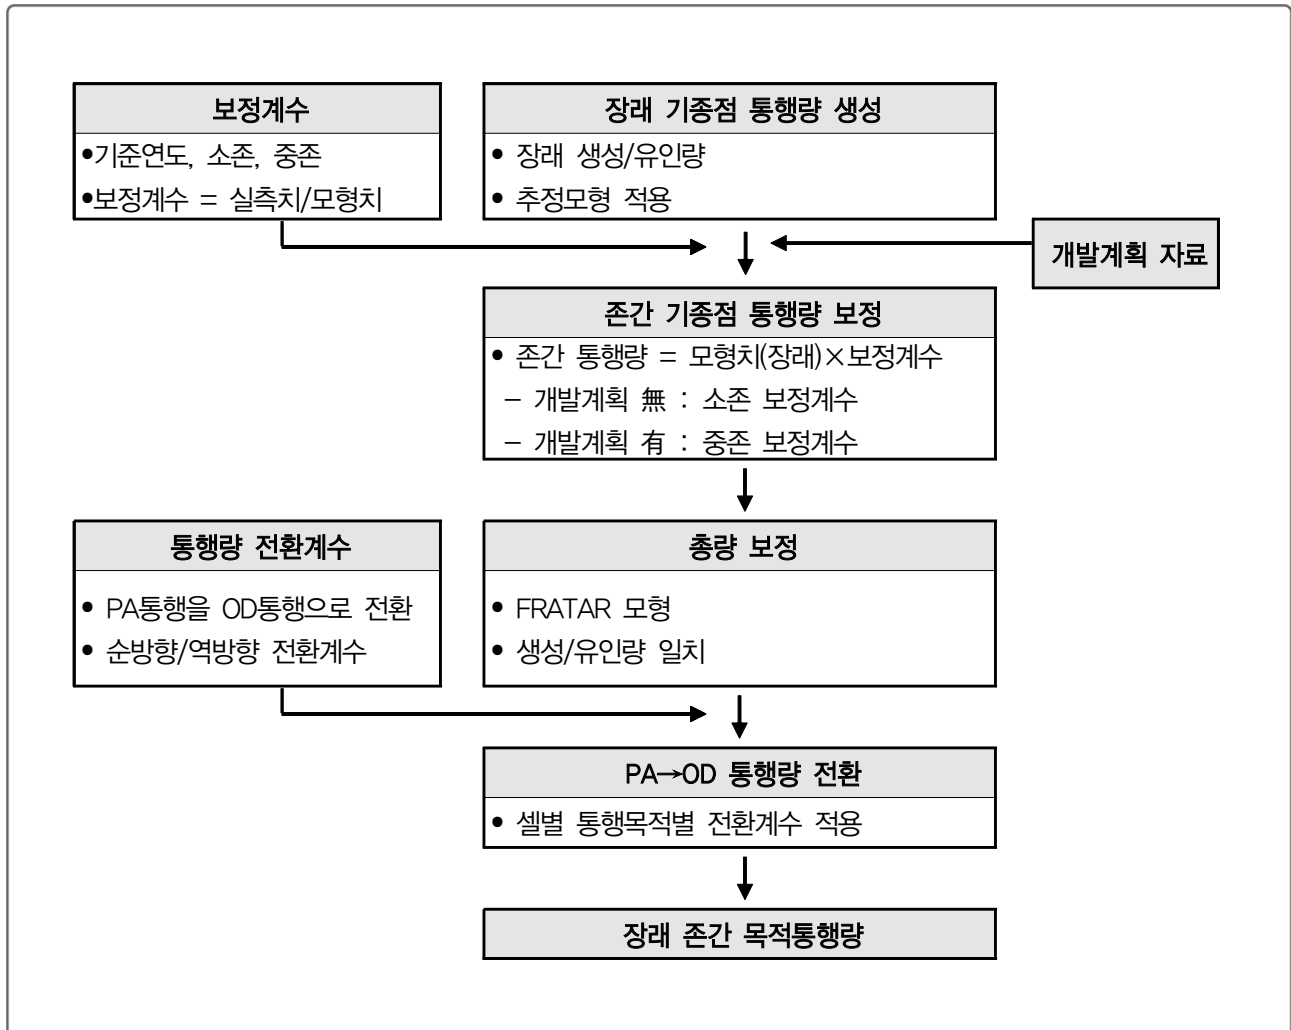 보정계수
•기준연도, 소존, 중존
•보정계수 = 실측치/모형치
장래 기종점 통행량 생성
• 장래 생성/유인량
• 추정모형 적용
개발계획 자료
존간 기종점 통행량 보정
• 존간 통행량 = 모형치(장래)×보정계수
– 개발계획 無 : 소존 보정계수
– 개발계획 有 : 중존 보정계수
통행량 전환계수
• PA통행을 OD통행으로 전환
• 순방향/역방향 전환계수
총량 보정
• FRATAR 모형
• 생성/유인량 일치
PA→OD 통행량 전환
• 셀별 통행목적별 전환계수 적용
장래 존간 목적통행량